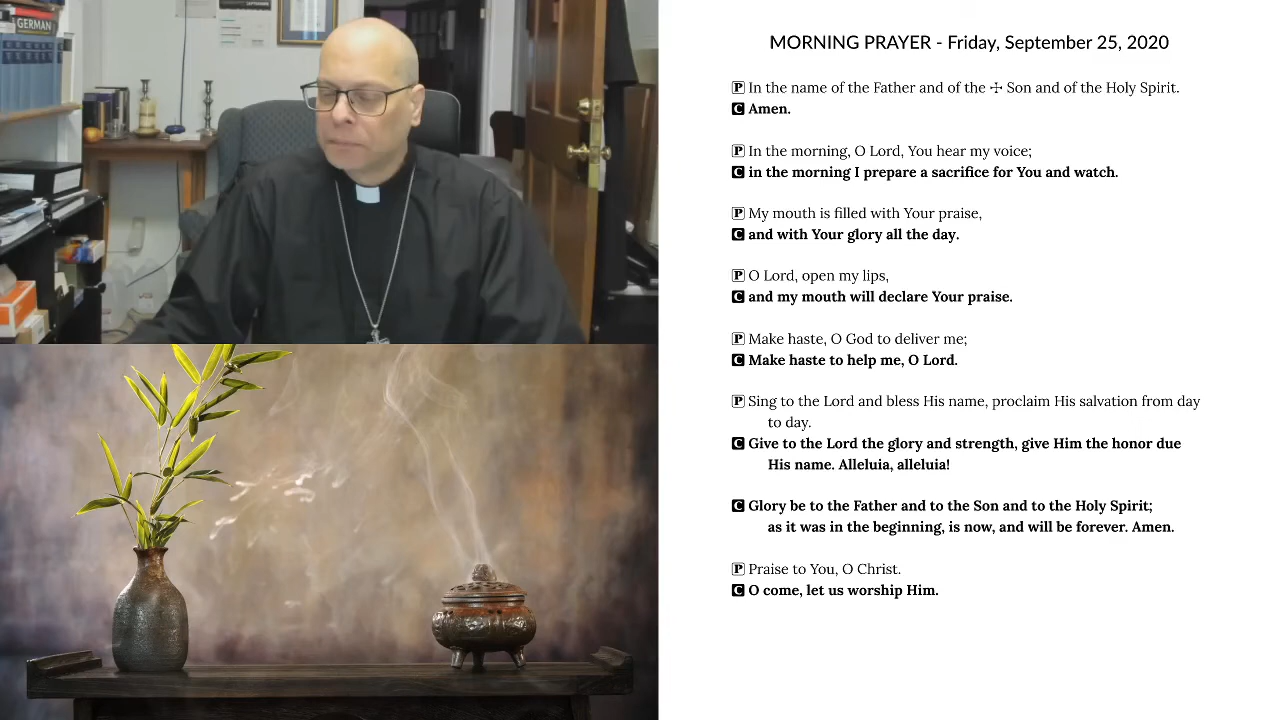 GERMAN
SEPTEMBER
MORNING PRAYER - Friday, September 25, 2020
P In the name of the Father and of the ☩ Son and of the Holy Spirit.
C Amen.
P In the morning, O Lord, You hear my voice;
C in the morning I prepare a sacrifice for You and watch.
P My mouth is filled with Your praise,
C and with Your glory all the day.
P O Lord, open my lips,
C and my mouth will declare Your praise.
P Make haste, O God to deliver me;
C Make haste to help me, O Lord.
P Sing to the Lord and bless His name, proclaim His salvation from day
to day.
C Give to the Lord the glory and strength, give Him the honor due
His name. Alleluia, alleluia!
C Glory be to the Father and to the Son and to the Holy Spirit;
as it was in the beginning, is now, and will be forever. Amen.
P Praise to You, O Christ.
C O come, let us worship Him.